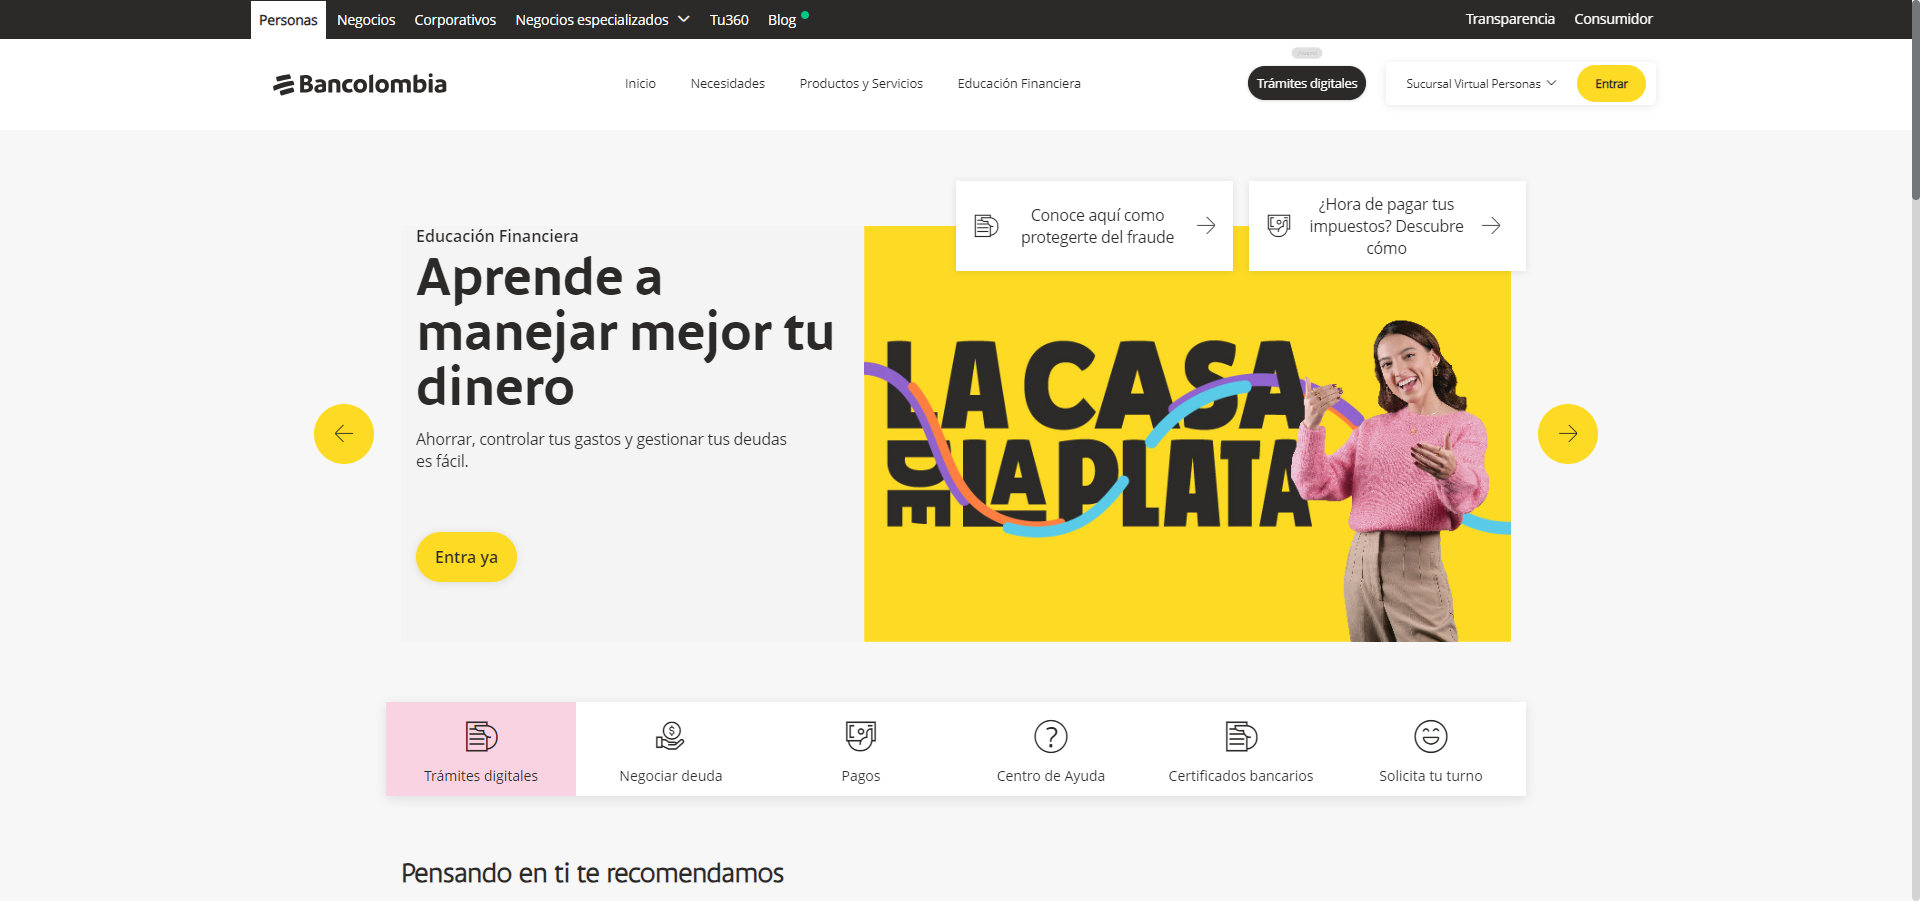 Personas
Negocios
Corporativos
Negocios especializados
Tu360
Blog
Transparencia
Consumidor
Bancolombia
Inicio
Necesidades
Productos y Servicios
Educación Financiera
Trámites digitales
Sucursal Virtual Personas
Entrar
Conoce aquí como
protegerte del fraude
¿Hora de pagar tus
impuestos? Descubre
cómo
Educación Financiera
Aprende a
manejar mejor tu
dinero
Ahorrar, controlar tus gastos y gestionar tus deudas
es fácil.
Entra ya
LA CASA
DE LA PLATA
Trámites digitales
Negociar deuda
Pagos
Centro de Ayuda
Certificados bancarios
Solicita tu turno
Pensando en ti te recomendamos